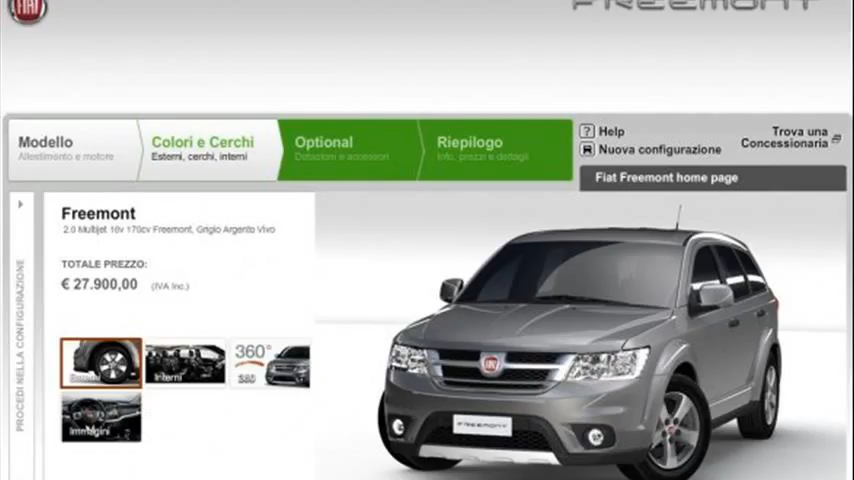 FIAT
FREEMONT
Modello
Allestimento e motore
Colori e Cerchi
Esterni, cerchi, interni
Optional
Dotazioni e accessori
Riepilogo
Info, prezzi e dettagli
? Help
Nuova configurazione
Trova una
Concessionaria
Fiat Freemont home page
PROCEDI NELLA CONFIGURAZIONE
Freemont
2.0 Multijet 16v 170cv Freemont, Grigio Argento Vivo
TOTALE PREZZO:
€ 27.900,00 (IVA Inc.)
Interni
360°
360
Immagini
FREEMONT